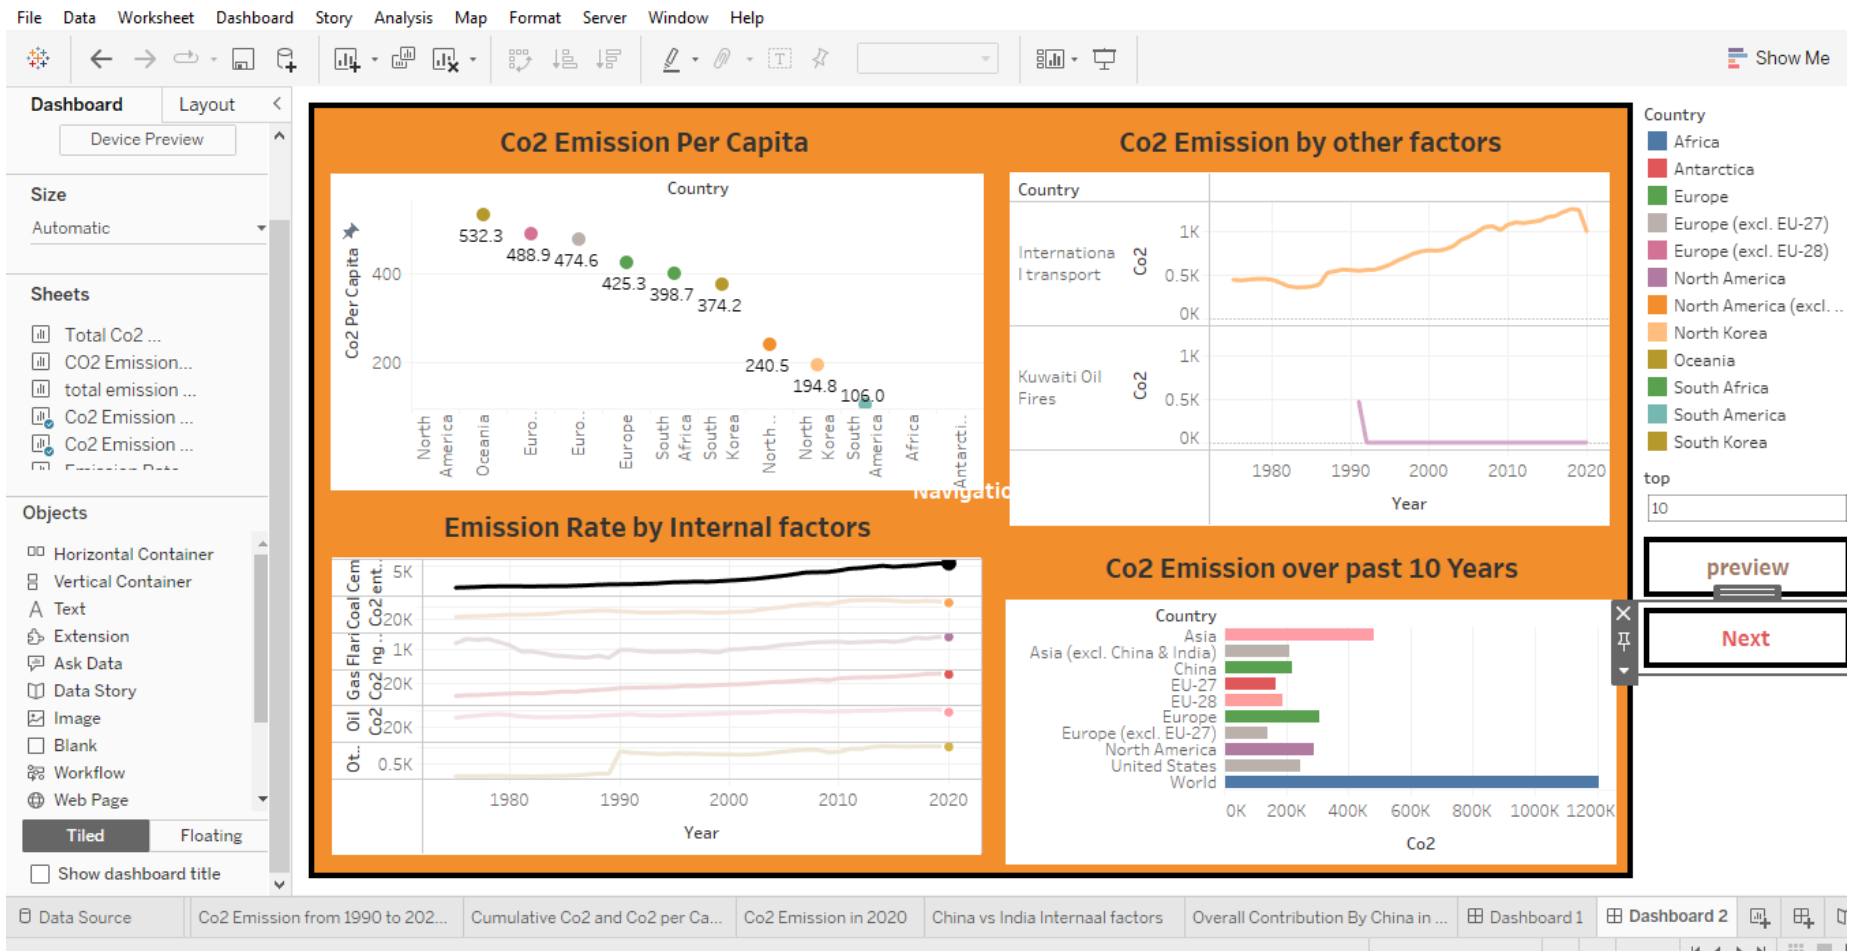 File Data Worksheet Dashboard Story Analysis Map Format Server Window Help
Show Me
Dashboard Layout
Device Preview
Size
Automatic
Sheets
Total Co2 ...
CO2 Emission...
total emission ...
Co2 Emission ...
Co2 Emission ...
Objects
Horizontal Container
Vertical Container
Text
Extension
Ask Data
Data Story
Image
Blank
Workflow
Web Page
Tiled Floating
Show dashboard title
Co2 Emission Per Capita
Country
Co2 Per Capita
400
200
532.3
488.9
474.6
425.3
398.7
374.2
240.5
194.8
106.0
North America
Oceania
Euro..
Euro..
Europe
South Africa
South Korea
North ..
North Korea
South America
Africa
Antarcti..
Navigatio
Co2 Emission by other factors
Country
Internationa
l transport
Co2
1K
0.5K
0K
Kuwaiti Oil
Fires
Co2
1K
0.5K
0K
1980 1990 2000 2010 2020
Year
Emission Rate by Internal factors
Cem ent..
5K
Coal Co2
20K
Gas Flari ng ..
1K
Co2
20K
Oil Co2
20K
Ot..
0.5K
1980 1990 2000 2010 2020
Year
Co2 Emission over past 10 Years
Country
Asia
Asia (excl. China & India)
China
EU-27
EU-28
Europe
Europe (excl. EU-27)
North America
United States
World
0K 200K 400K 600K 800K 1000K 1200K
Co2
Country
Africa
Antarctica
Europe
Europe (excl. EU-27)
Europe (excl. EU-28)
North America
North America (excl. ..
North Korea
Oceania
South Africa
South America
South Korea
top
10
preview
Next
Data Source Co2 Emission from 1990 to 202... Cumulative Co2 and Co2 per Ca... Co2 Emission in 2020 China vs India Internaal factors Overall Contribution By China in ... Dashboard 1 Dashboard 2